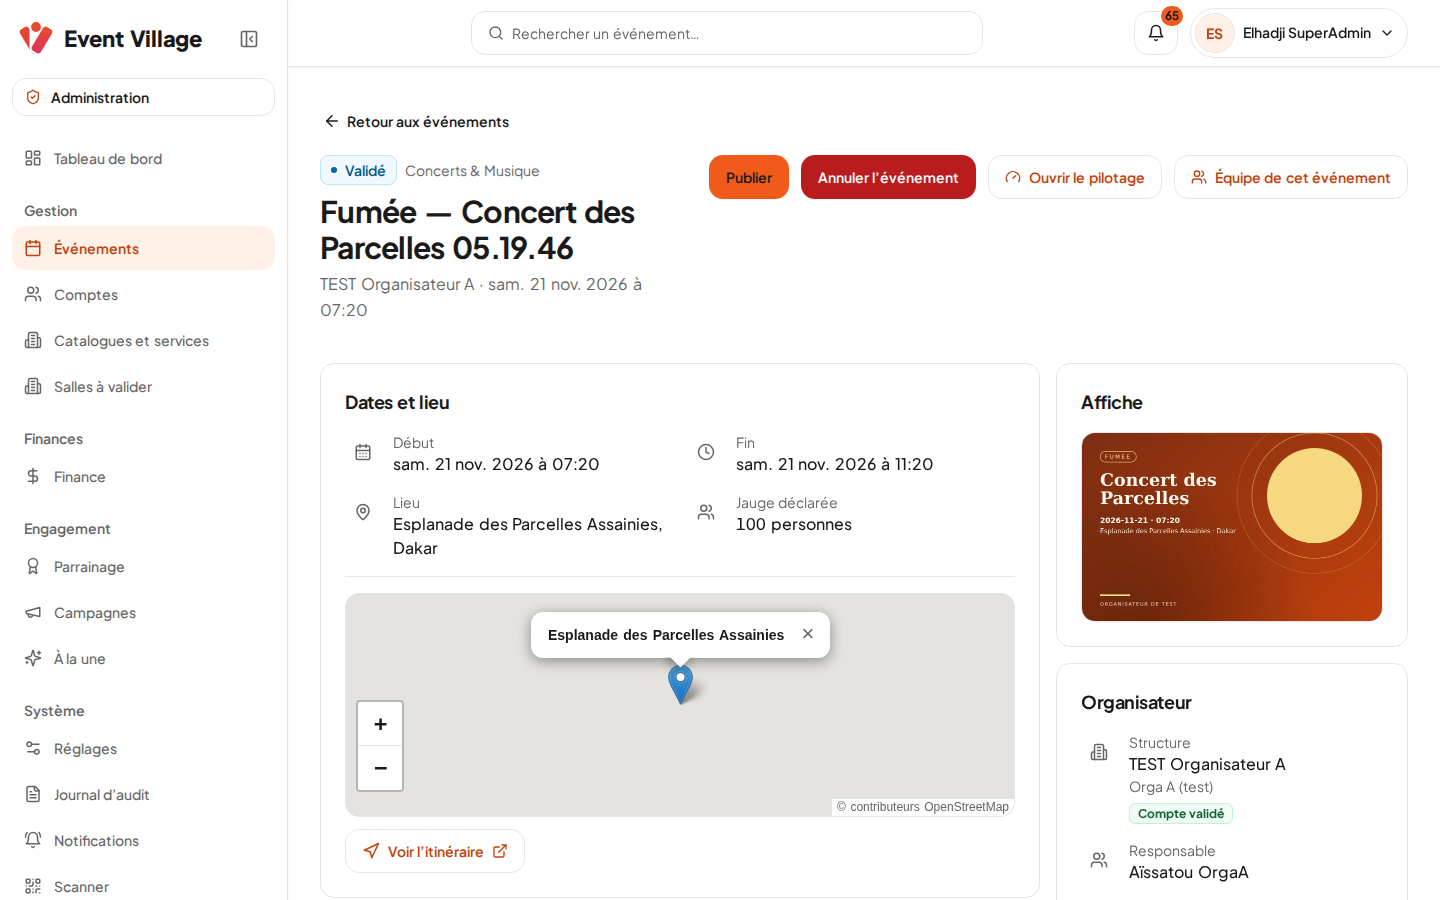 Event Village
Administration
Tableau de bord
Gestion
Événements
Comptes
Catalogues et services
Salles à valider
Finances
Finance
Engagement
Parrainage
Campagnes
À la une
Système
Réglages
Journal d’audit
Notifications
Scanner
Rechercher un événement…
65
ES
Elhadji SuperAdmin
Retour aux événements
Validé
Concerts & Musique
Fumée — Concert des
Parcelles 05.19.46
TEST Organisateur A · sam. 21 nov. 2026 à
07:20
Publier
Annuler l’événement
Ouvrir le pilotage
Équipe de cet événement
Dates et lieu
Début
sam. 21 nov. 2026 à 07:20
Fin
sam. 21 nov. 2026 à 11:20
Lieu
Esplanade des Parcelles Assainies,
Dakar
Jauge déclarée
100 personnes
Esplanade des Parcelles Assainies
×
+
−
© contributeurs OpenStreetMap
Voir l’itinéraire
Affiche
FUMÉE
Concert des
Parcelles
2026-11-21 · 07:20
Esplanade des Parcelles Assainies · Dakar
ORGANISATEUR DE TEST
Organisateur
Structure
TEST Organisateur A
Orga A (test)
Compte validé
Responsable
Aïssatou OrgaA